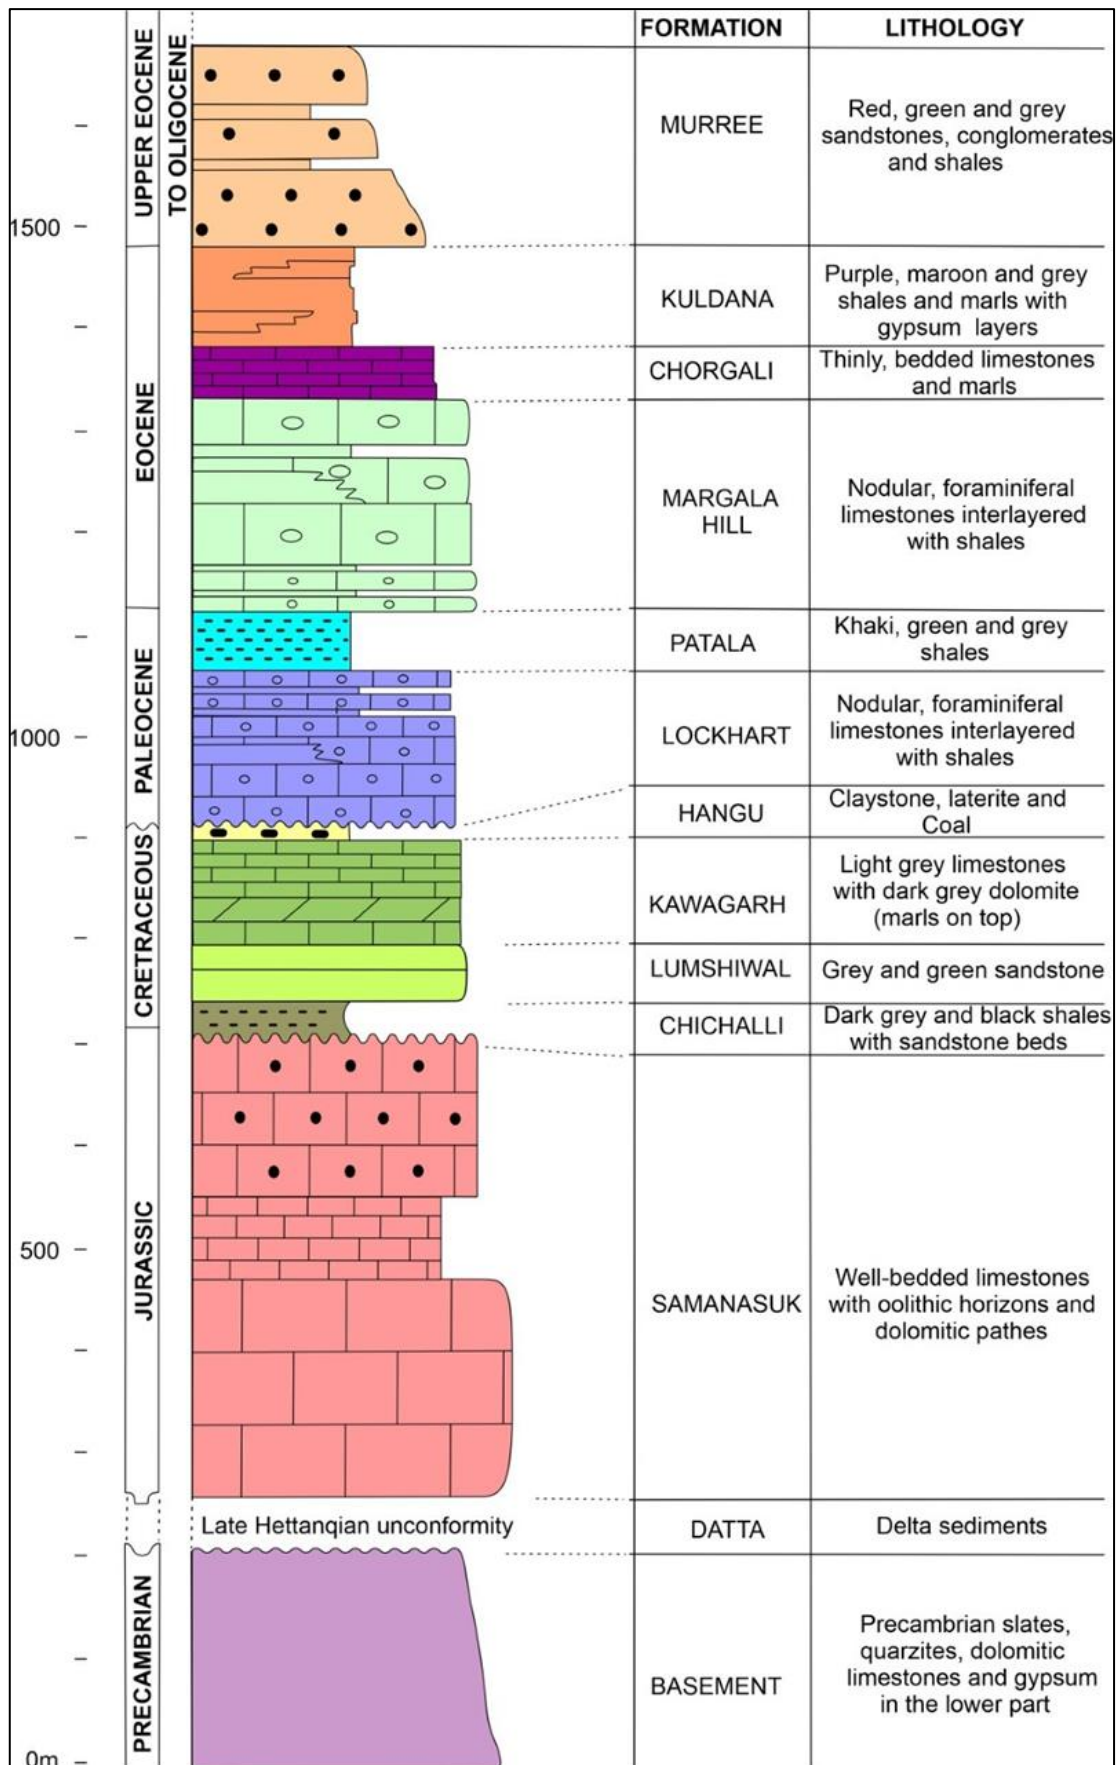 FORMATION
LITHOLOGY
UPPER EOCENE
TO OLIGOCENE
MURREE
Red, green and grey
sandstones, conglomerates
and shales
1500
EOCENE
KULDANA
Purple, maroon and grey
shales and marls with
gypsum layers
CHORGALI
Thinly, bedded limestones
and marls
MARGALA
HILL
Nodular, foraminiferal
limestones interlayered
with shales
PALEOCENE
PATALA
Khaki, green and grey
shales
1000
LOCKHART
Nodular, foraminiferal
limestones interlayered
with shales
HANGU
Claystone, laterite and
Coal
CRETRACEOUS
KAWAGARH
Light grey limestones
with dark grey dolomite
(marls on top)
LUMSHIWAL
Grey and green sandstone
CHICHALLI
Dark grey and black shales
with sandstone beds
JURASSIC
500
SAMANASUK
Well-bedded limestones
with oolithic horizons and
dolomitic pathes
Late Hettanqian unconformity
DATTA
Delta sediments
PRECAMBRIAN
BASEMENT
Precambrian slates,
quarzites, dolomitic
limestones and gypsum
in the lower part
0m